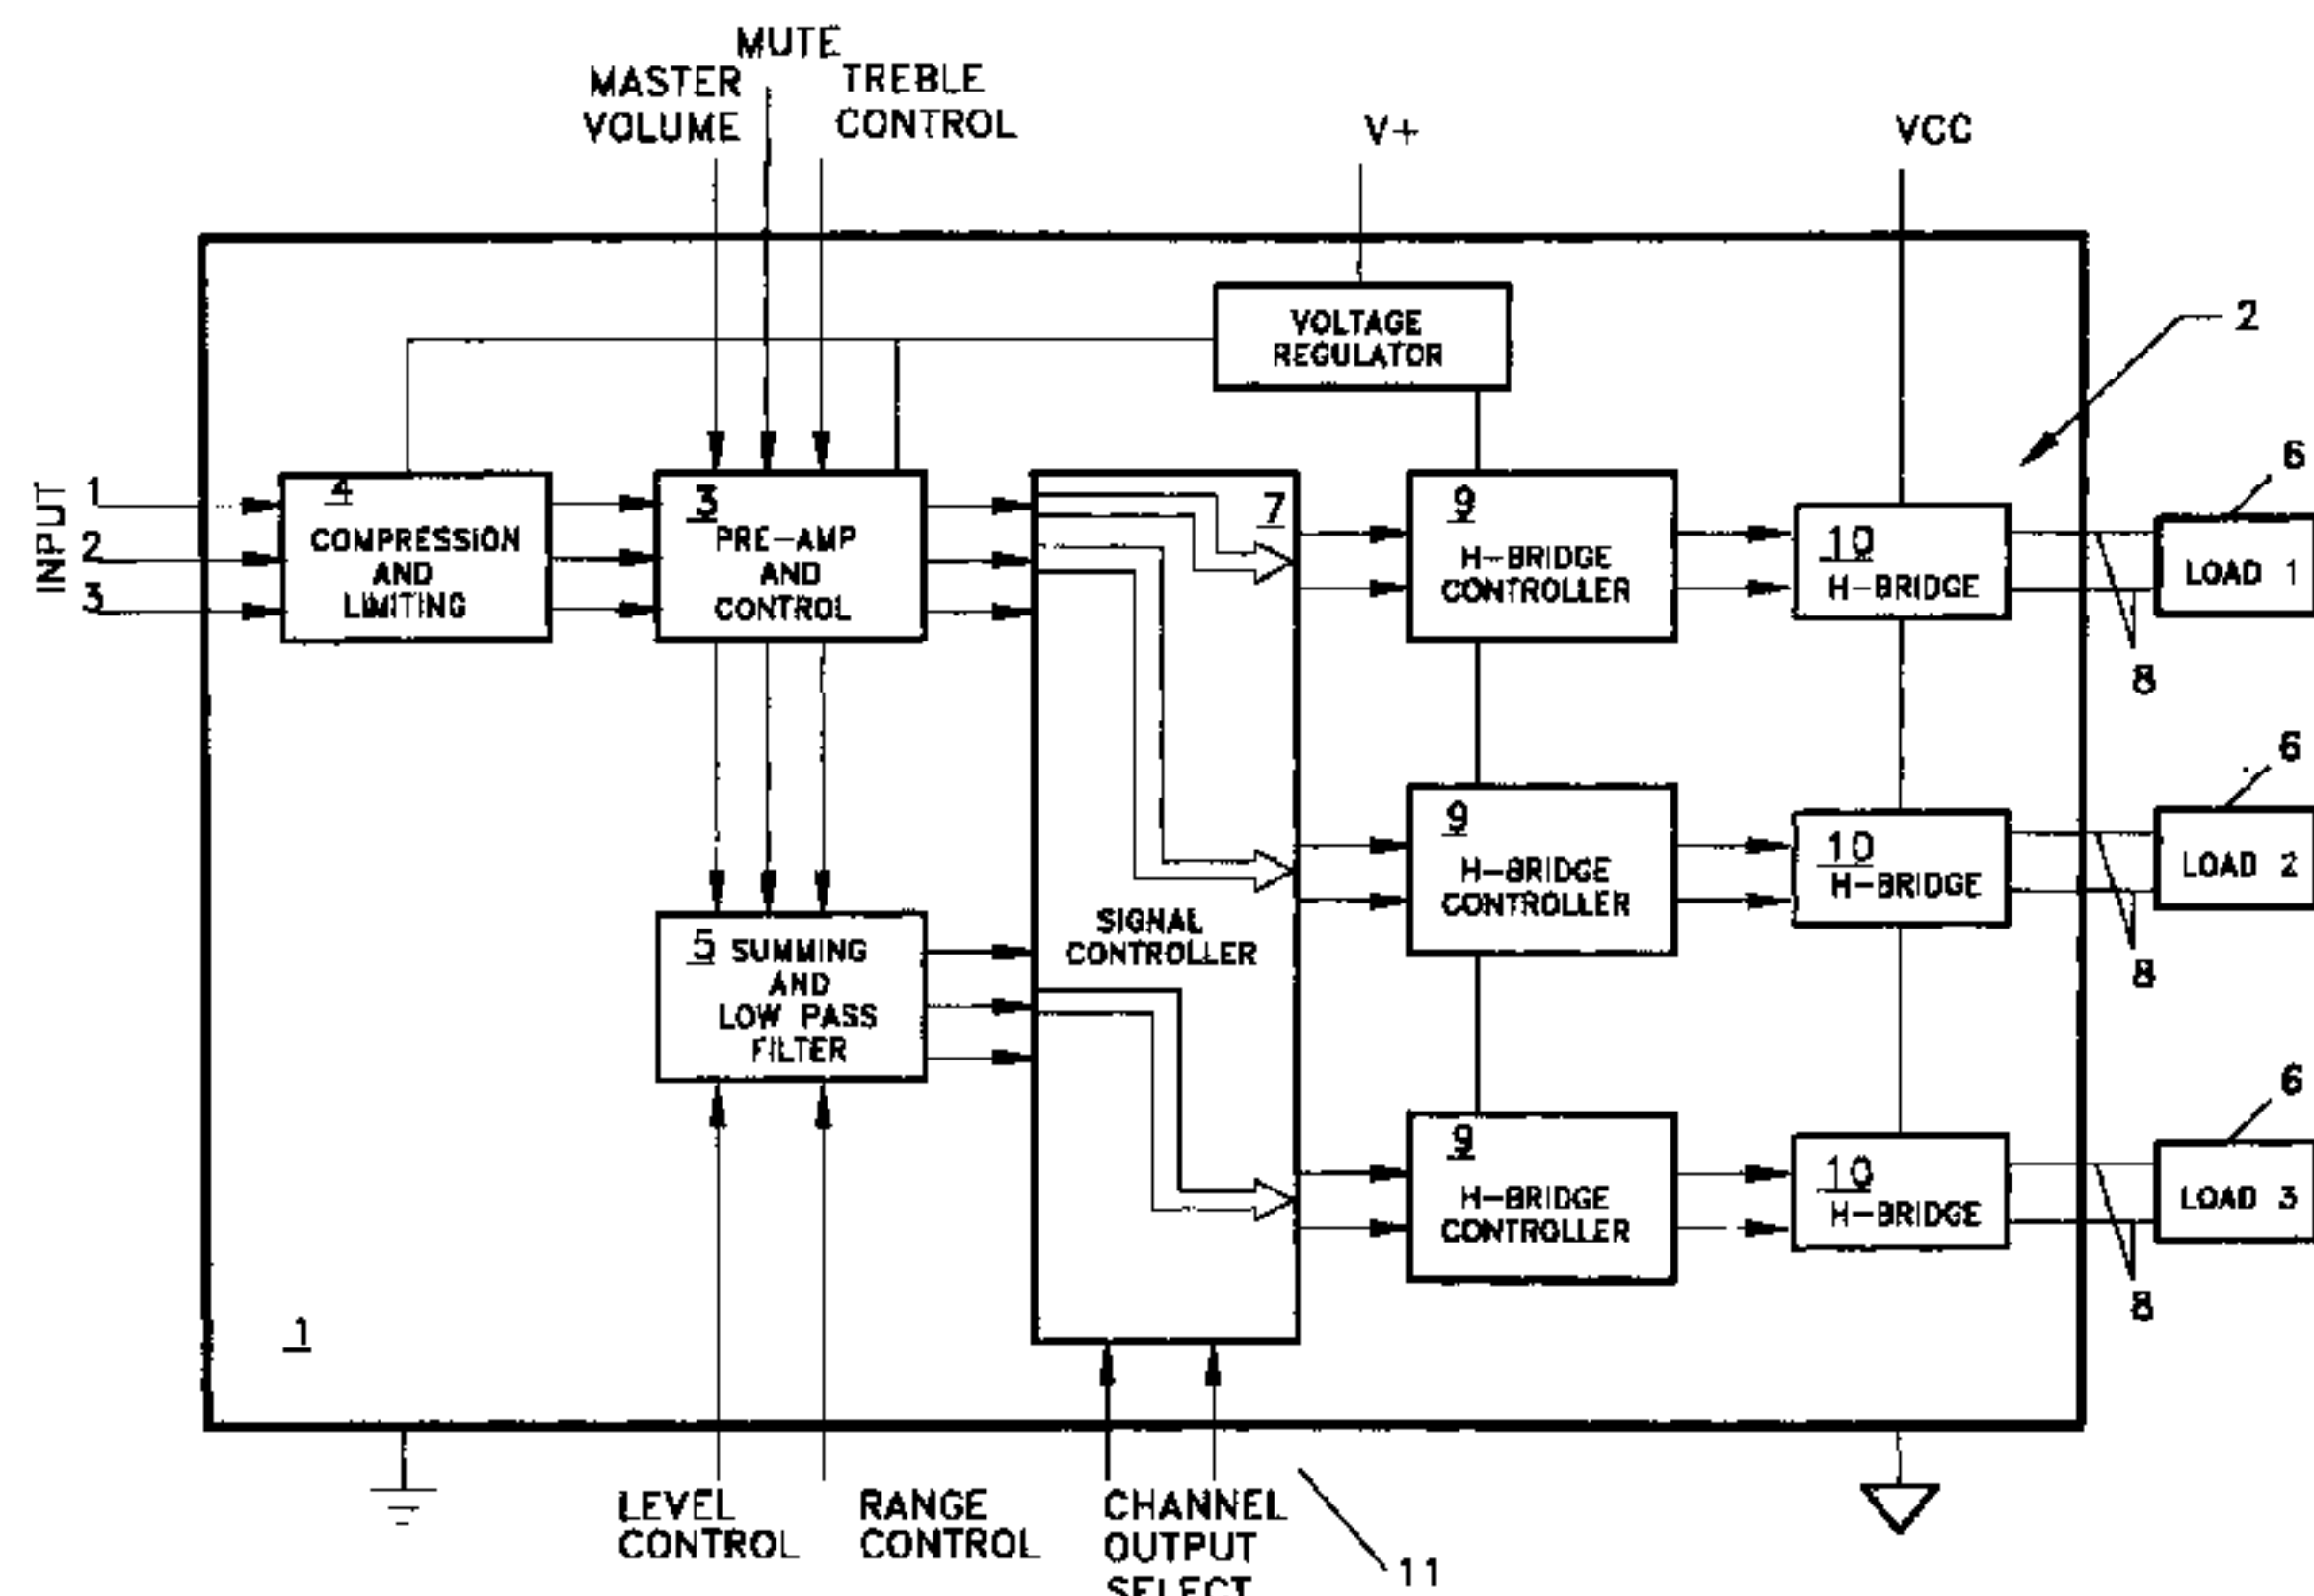 MUTE
MASTER
VOLUME
TREBLE
CONTROL
V+
VCC
VOLTAGE
REGULATOR
2
INPUT
1
2
3
4
COMPRESSION
AND
LIMITING
3
PRE-AMP
AND
CONTROL
7
SIGNAL
CONTROLLER
9
H-BRIDGE
CONTROLLER
10
H-BRIDGE
6
LOAD 1
8
9
H-BRIDGE
CONTROLLER
10
H-BRIDGE
6
LOAD 2
8
5 SUMMING
AND
LOW PASS
FILTER
9
H-BRIDGE
CONTROLLER
10
H-BRIDGE
6
LOAD 3
8
1
LEVEL
CONTROL
RANGE
CONTROL
CHANNEL
OUTPUT
SELECT
11